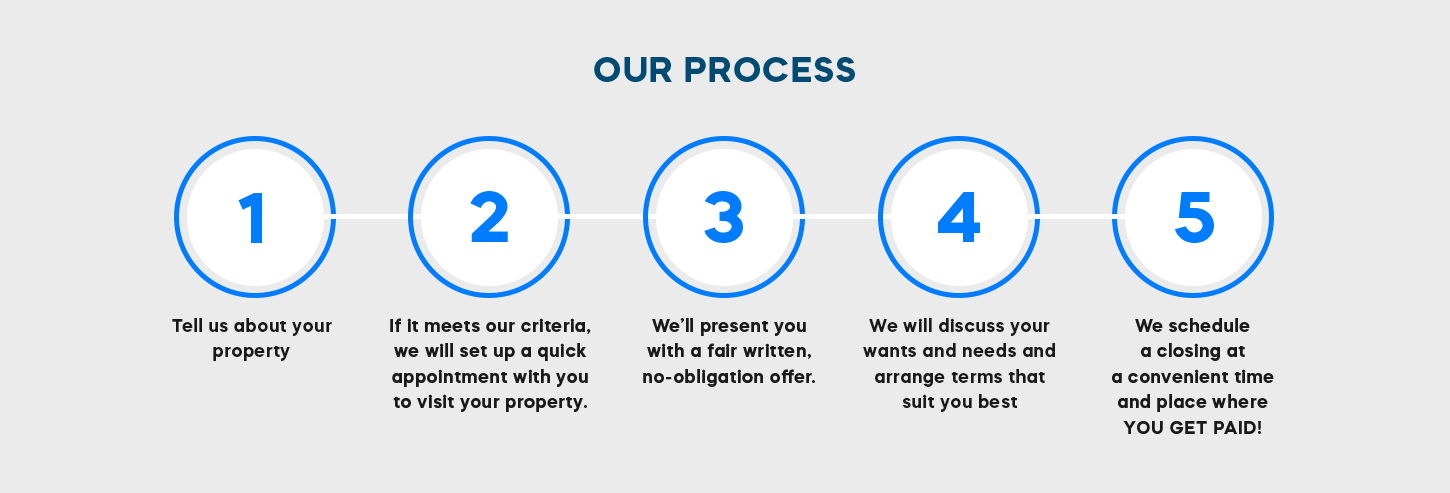 OUR PROCESS
1
2
3
4
5
Tell us about your
property
If it meets our criteria,
we will set up a quick
appointment with you
to visit your property.
We’ll present you
with a fair written,
no-obligation offer.
We will discuss your
wants and needs and
arrange terms that
suit you best
We schedule
a closing at
a convenient time
and place where
YOU GET PAID!